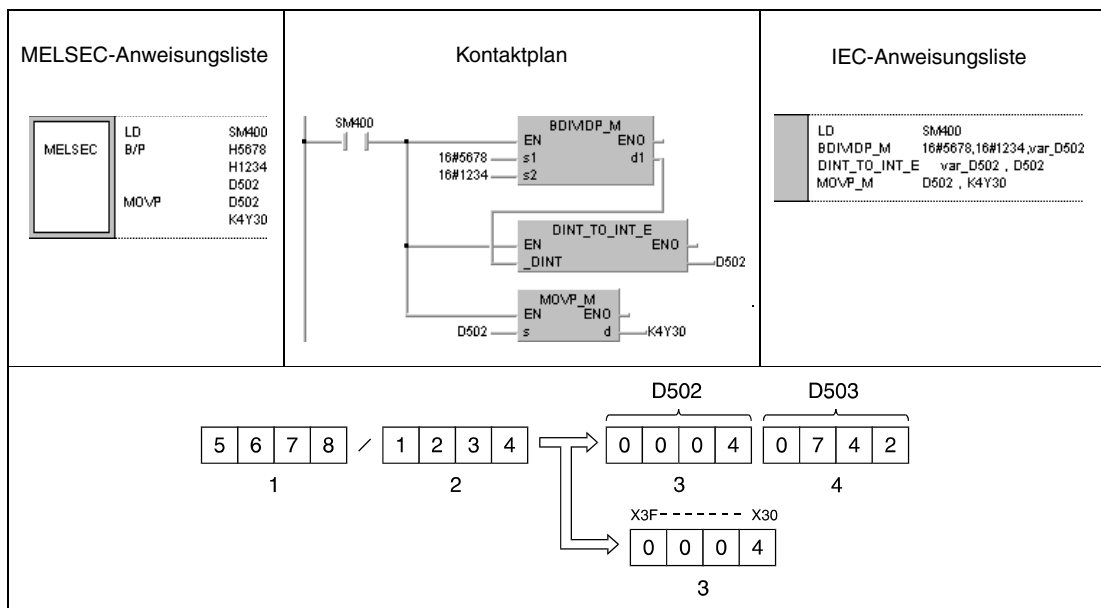 MELSEC-Anweisungsliste
MELSEC
LD SM400
B/P H5678
H1234
D502
MOVP D502
K4Y30
Kontaktplan
SM400
BDIVIDP_M
EN ENO
16#5678 s1 d1
16#1234 s2
DINT_TO_INT_E
EN ENO
_DINT D502
MOVP_M
EN ENO
D502 s d K4Y30
IEC-Anweisungsliste
LD SM400
BDIVIDP_M 16#5678,16#1234,var_D502
DINT_TO_INT_E var_D502 , D502
MOVP_M D502 , K4Y30
D502 D503
5 6 7 8 / 1 2 3 4 0 0 0 4 0 7 4 2
1 2 3 4
X3F X30
0 0 0 4
3